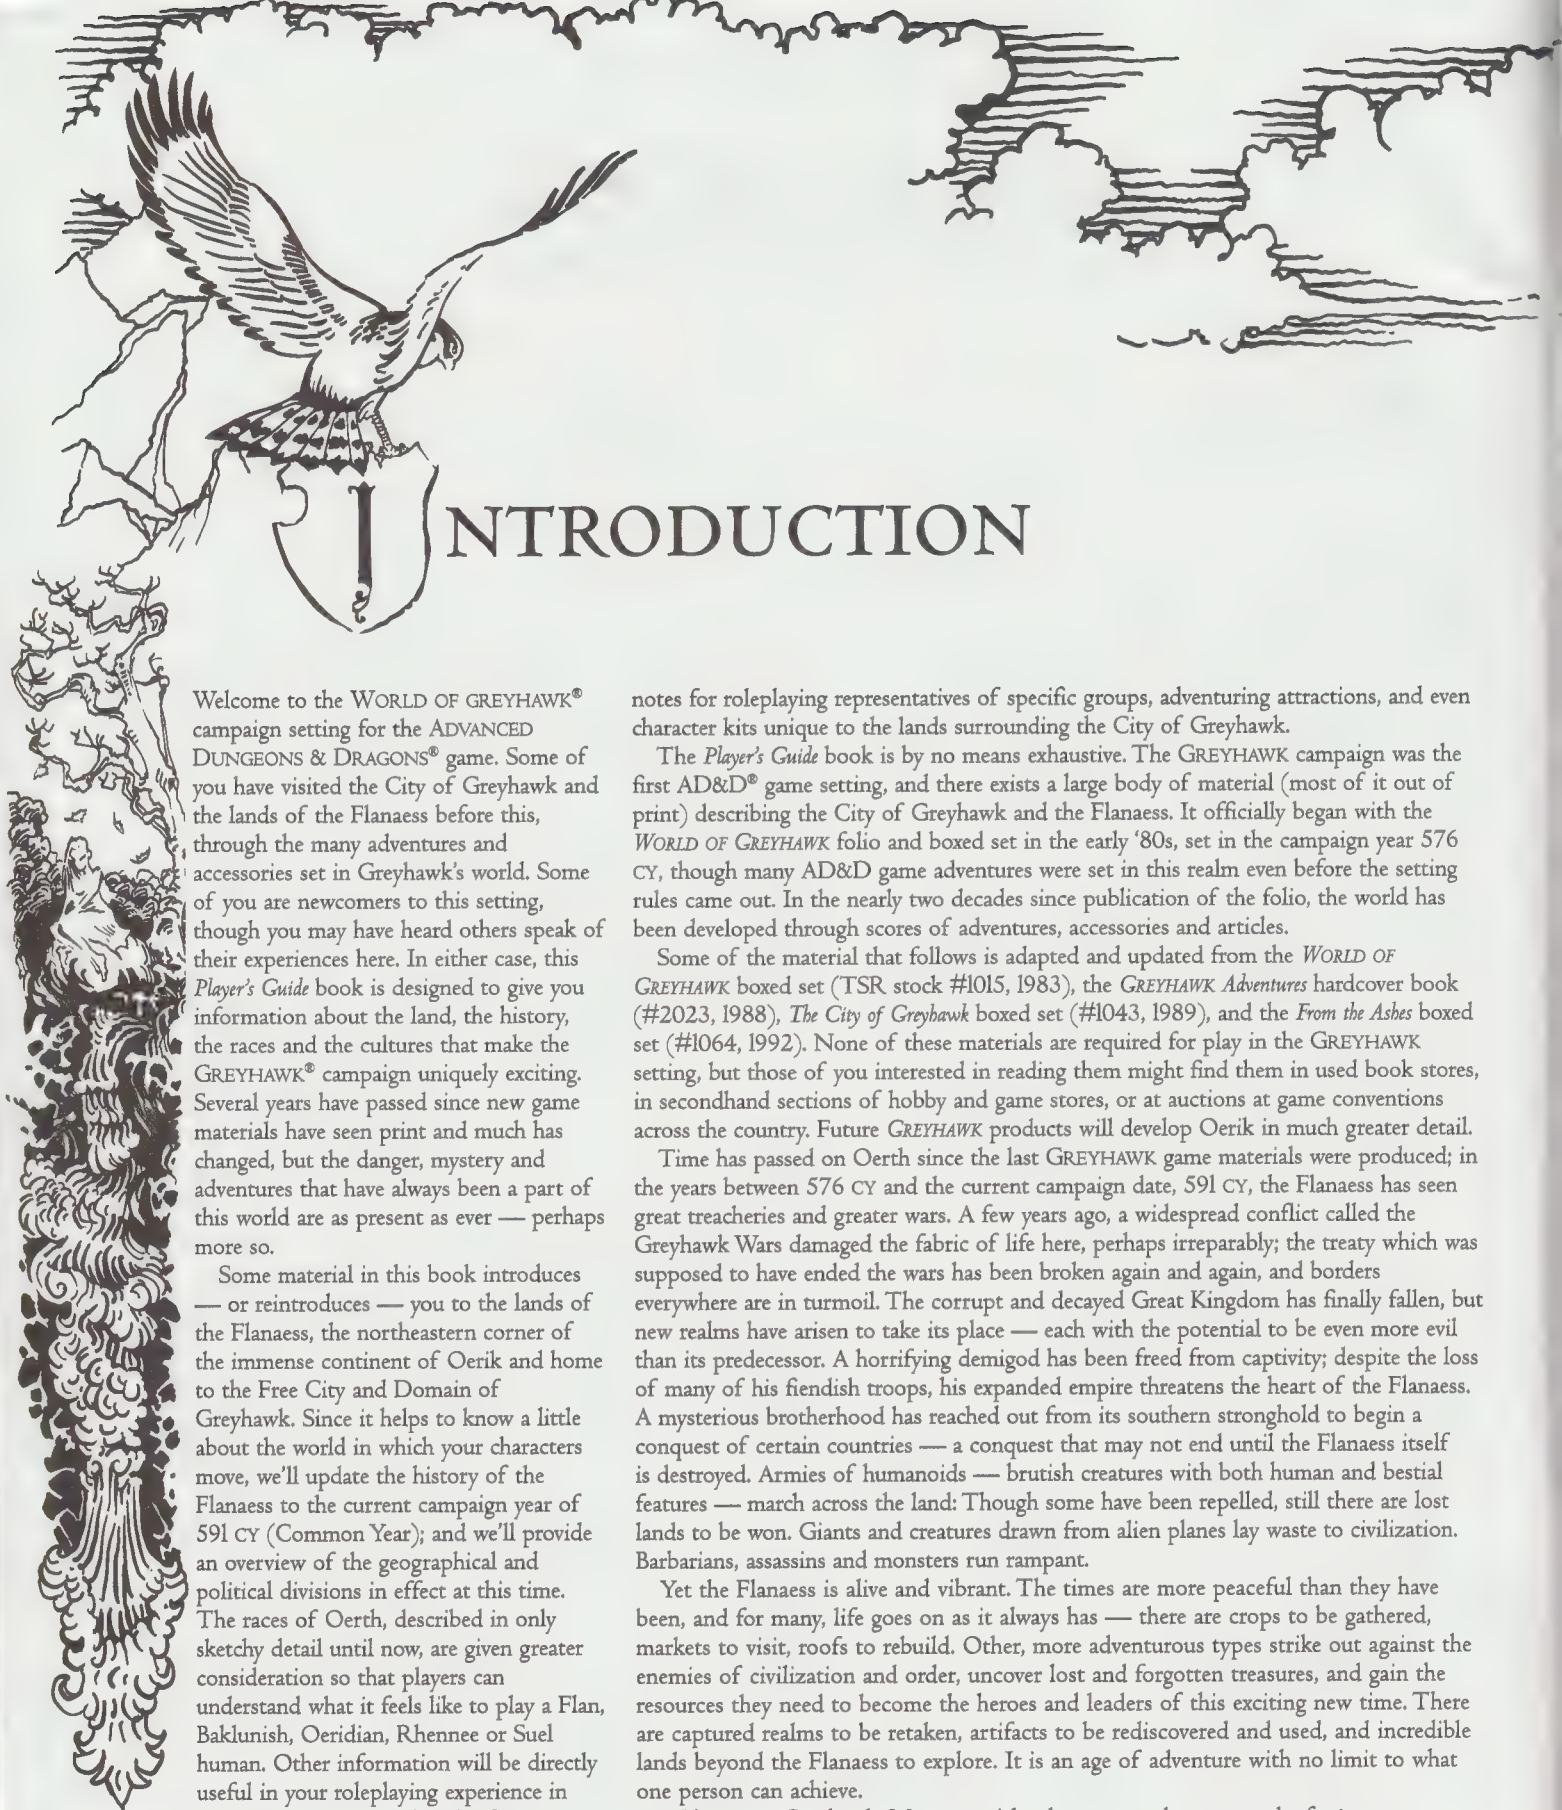 INTRODUCTION
Welcome to the WORLD OF GREYHAWK®
campaign setting for the ADVANCED
DUNGEONS & DRAGONS® game. Some of
you have visited the City of Greyhawk and
the lands of the Flanaess before this,
through the many adventures and
accessories set in Greyhawk's world. Some
of you are newcomers to this setting,
though you may have heard others speak of
their experiences here. In either case, this
Player's Guide book is designed to give you
information about the land, the history,
the races and the cultures that make the
GREYHAWK® campaign uniquely exciting.
Several years have passed since new game
materials have seen print and much has
changed, but the danger, mystery and
adventures that have always been a part of
this world are as present as ever — perhaps
more so.
Some material in this book introduces
— or reintroduces — you to the lands of
the Flanaess, the northeastern corner of
the immense continent of Oerik and home
to the Free City and Domain of
Greyhawk. Since it helps to know a little
about the world in which your characters
move, we'll update the history of the
Flanaess to the current campaign year of
591 CY (Common Year); and we'll provide
an overview of the geographical and
political divisions in effect at this time.
The races of Oerth, described in only
sketchy detail until now, are given greater
consideration so that players can
understand what it feels like to play a Flan,
Baklunish, Oeridian, Rhennee or Suel
human. Other information will be directly
useful in your roleplaying experience in
notes for roleplaying representatives of specific groups, adventuring attractions, and even
character kits unique to the lands surrounding the City of Greyhawk.
The Player's Guide book is by no means exhaustive. The GREYHAWK campaign was the
first AD&D® game setting, and there exists a large body of material (most of it out of
print) describing the City of Greyhawk and the Flanaess. It officially began with the
WORLD OF GREYHAWK folio and boxed set in the early '80s, set in the campaign year 576
CY, though many AD&D game adventures were set in this realm even before the setting
rules came out. In the nearly two decades since publication of the folio, the world has
been developed through scores of adventures, accessories and articles.
Some of the material that follows is adapted and updated from the WORLD OF
GREYHAWK boxed set (TSR stock #1015, 1983), the GREYHAWK Adventures hardcover book
(#2023, 1988), The City of Greyhawk boxed set (#1043, 1989), and the From the Ashes boxed
set (#1064, 1992). None of these materials are required for play in the GREYHAWK
setting, but those of you interested in reading them might find them in used book stores,
in secondhand sections of hobby and game stores, or at auctions at game conventions
across the country. Future GREYHAWK products will develop Oerik in much greater detail.
Time has passed on Oerth since the last GREYHAWK game materials were produced; in
the years between 576 CY and the current campaign date, 591 CY, the Flanaess has seen
great treacheries and greater wars. A few years ago, a widespread conflict called the
Greyhawk Wars damaged the fabric of life here, perhaps irreparably; the treaty which was
supposed to have ended the wars has been broken again and again, and borders
everywhere are in turmoil. The corrupt and decayed Great Kingdom has finally fallen, but
new realms have arisen to take its place — each with the potential to be even more evil
than its predecessor. A horrifying demigod has been freed from captivity; despite the loss
of many of his fiendish troops, his expanded empire threatens the heart of the Flanaess.
A mysterious brotherhood has reached out from its southern stronghold to begin a
conquest of certain countries — a conquest that may not end until the Flanaess itself
is destroyed. Armies of humanoids — brutish creatures with both human and bestial
features — march across the land: Though some have been repelled, still there are lost
lands to be won. Giants and creatures drawn from alien planes lay waste to civilization.
Barbarians, assassins and monsters run rampant.
Yet the Flanaess is alive and vibrant. The times are more peaceful than they have
been, and for many, life goes on as it always has — there are crops to be gathered,
markets to visit, roofs to rebuild. Other, more adventurous types strike out against the
enemies of civilization and order, uncover lost and forgotten treasures, and gain the
resources they need to become the heroes and leaders of this exciting new time. There
are captured realms to be retaken, artifacts to be rediscovered and used, and incredible
lands beyond the Flanaess to explore. It is an age of adventure with no limit to what
one person can achieve.